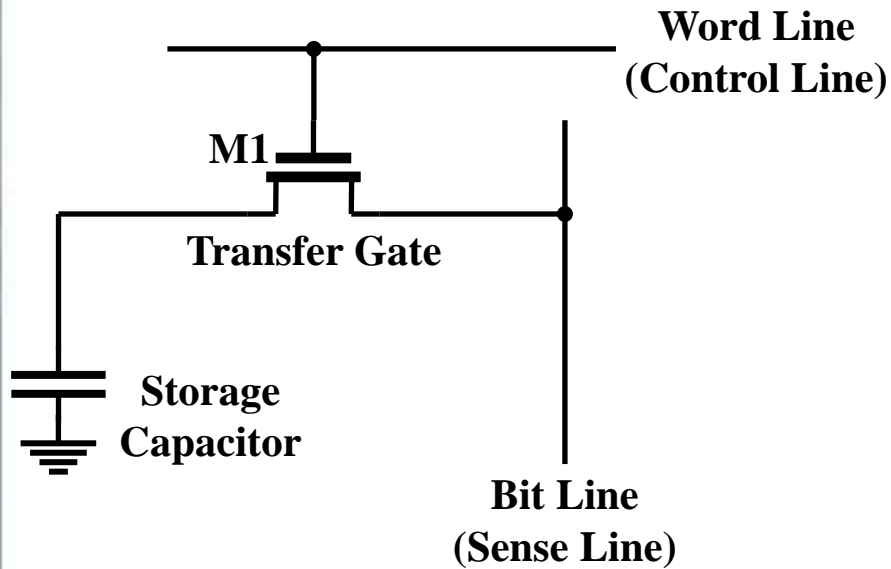 Word Line
(Control Line)
M1
Transfer Gate
Storage
Capacitor
Bit Line
(Sense Line)